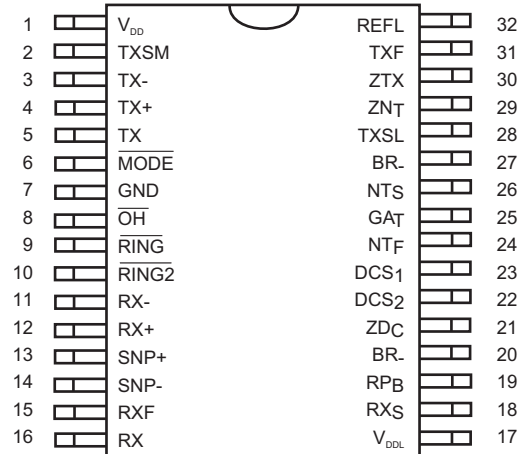 1 V_DD REFL 32
2 TXSM TXF 31
3 TX- ZTX 30
4 TX+ ZNT 29
5 TX TXSL 28
6 MODE BR- 27
7 GND NTS 26
8 OH GAT 25
9 RING NTF 24
10 RING2 DCS1 23
11 RX- DCS2 22
12 RX+ ZDC 21
13 SNP+ BR- 20
14 SNP- RPB 19
15 RXF RXS 18
16 RX V_DDL 17